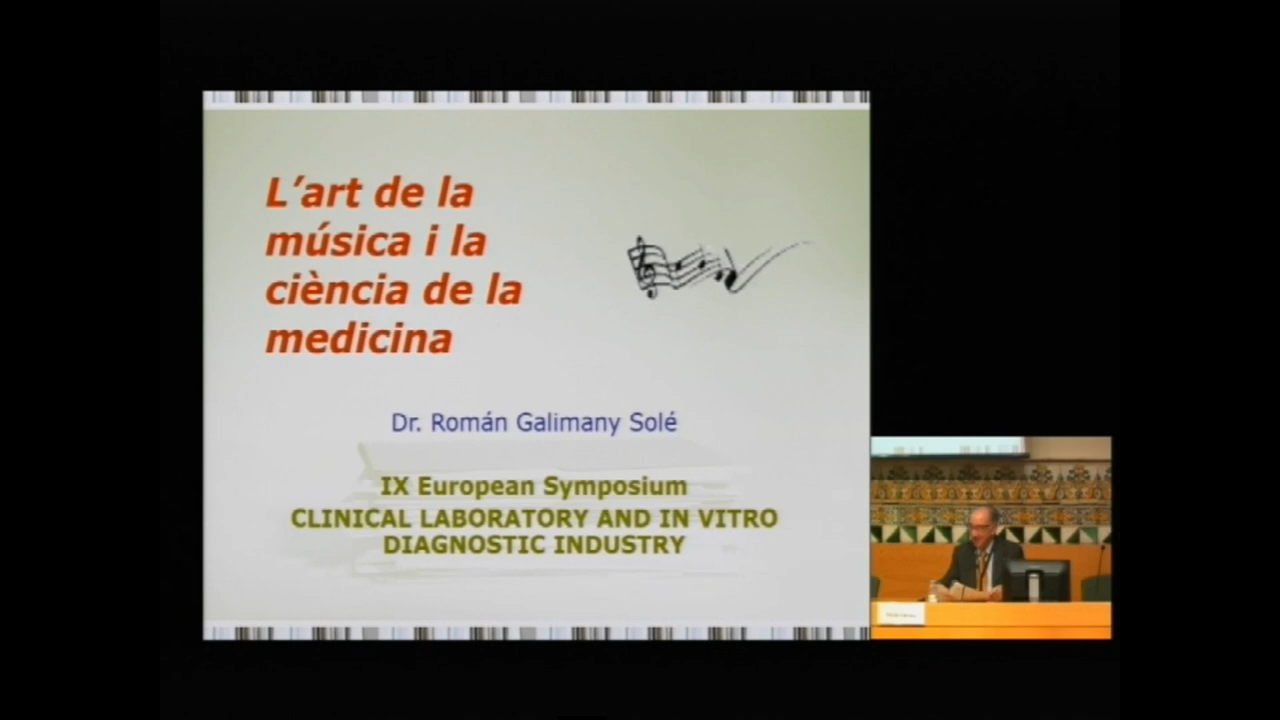 L'art de la
música i la
ciència de la
medicina
Dr. Román Galimany Solé
IX European Symposium
CLINICAL LABORATORY AND IN VITRO
DIAGNOSTIC INDUSTRY